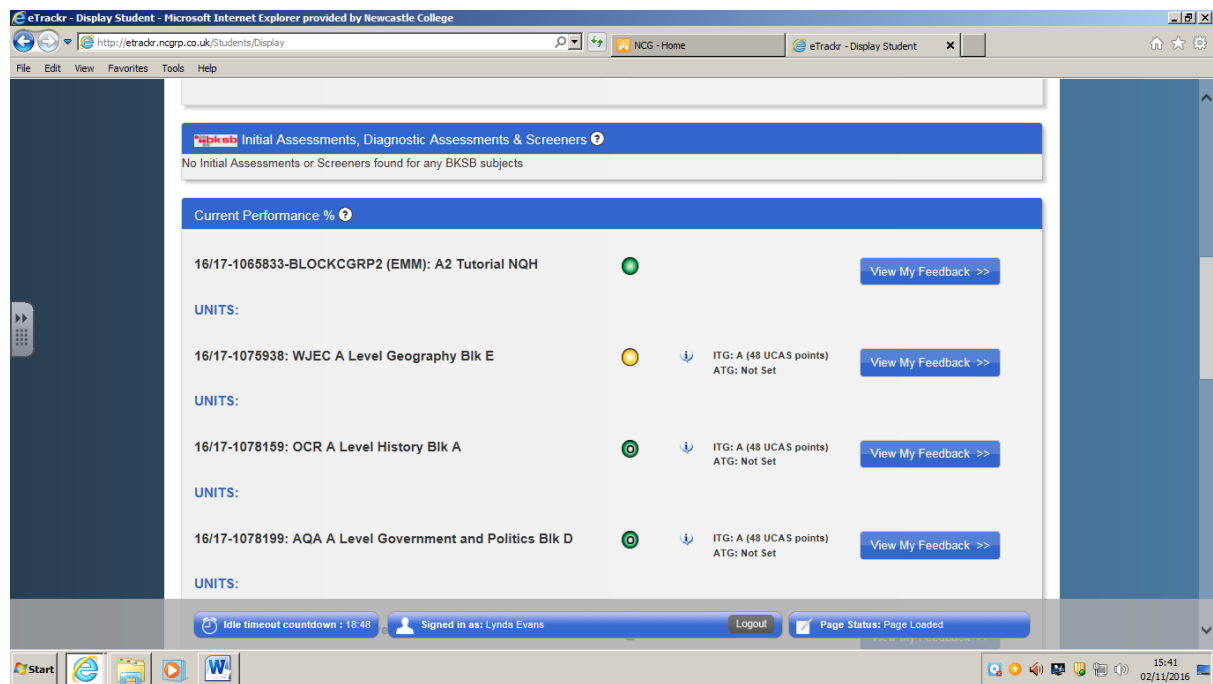 eTrackr - Display Student - Microsoft Internet Explorer provided by Newcastle College
http://etrackr.ncgrp.co.uk/Students/Display
NCG - Home
eTrackr - Display Student
File Edit View Favorites Tools Help
bksb Initial Assessments, Diagnostic Assessments & Screeners ?
No Initial Assessments or Screeners found for any BKSB subjects
Current Performance % ?
16/17-1065833-BLOCKCGRP2 (EMM): A2 Tutorial NQH
View My Feedback >>
UNITS:
16/17-1075938: WJEC A Level Geography Blk E
ITG: A (48 UCAS points)
ATG: Not Set
View My Feedback >>
UNITS:
16/17-1078159: OCR A Level History Blk A
O
ITG: A (48 UCAS points)
ATG: Not Set
View My Feedback >>
UNITS:
16/17-1078199: AQA A Level Government and Politics Blk D
O
ITG: A (48 UCAS points)
ATG: Not Set
View My Feedback >>
UNITS:
Idle timeout countdown : 18:48
Signed in as: Lynda Evans
Logout
Page Status: Page Loaded
View My Feedback >>
Start
W
15:41
02/11/2016